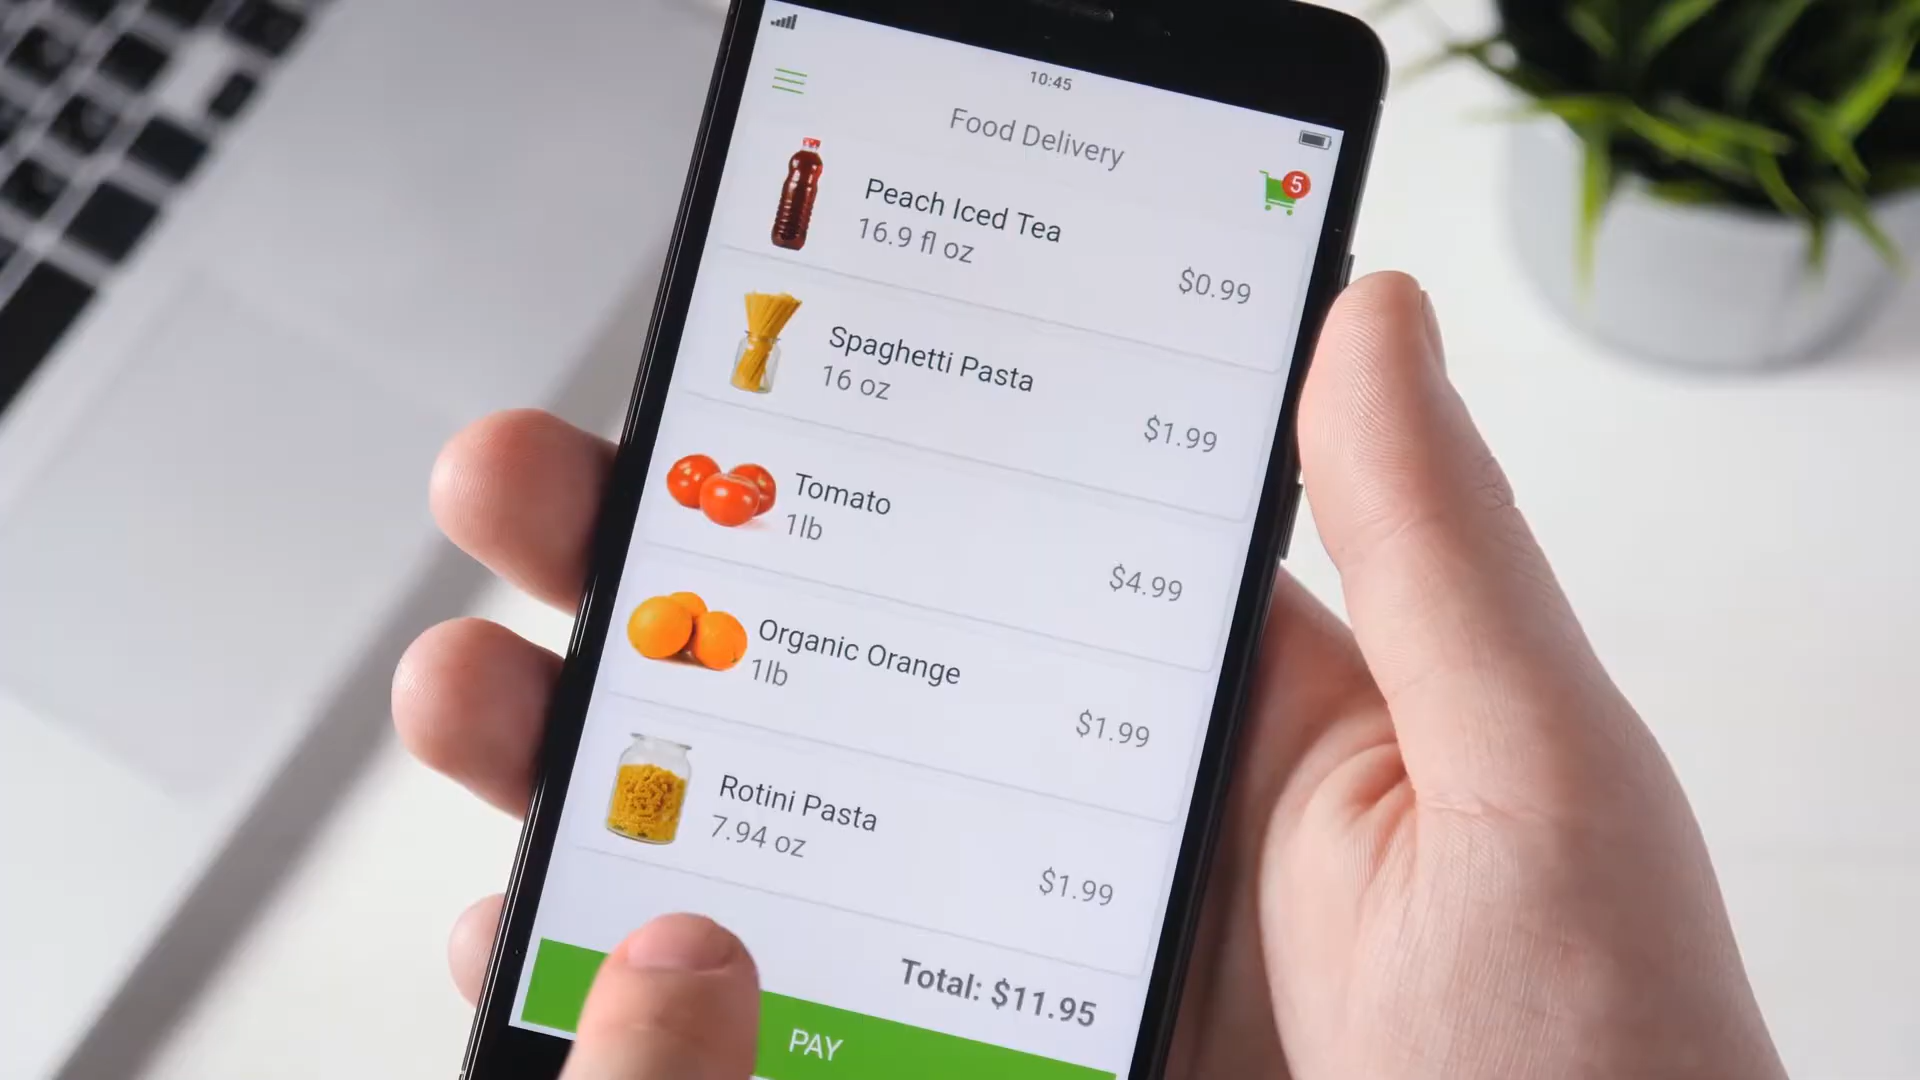 10:45
Food Delivery
5
Peach Iced Tea
16.9 fl oz
$0.99
Spaghetti Pasta
16 oz
$1.99
Tomato
1lb
$4.99
Organic Orange
1lb
$1.99
Rotini Pasta
7.94 oz
$1.99
Total: $11.95
PAY